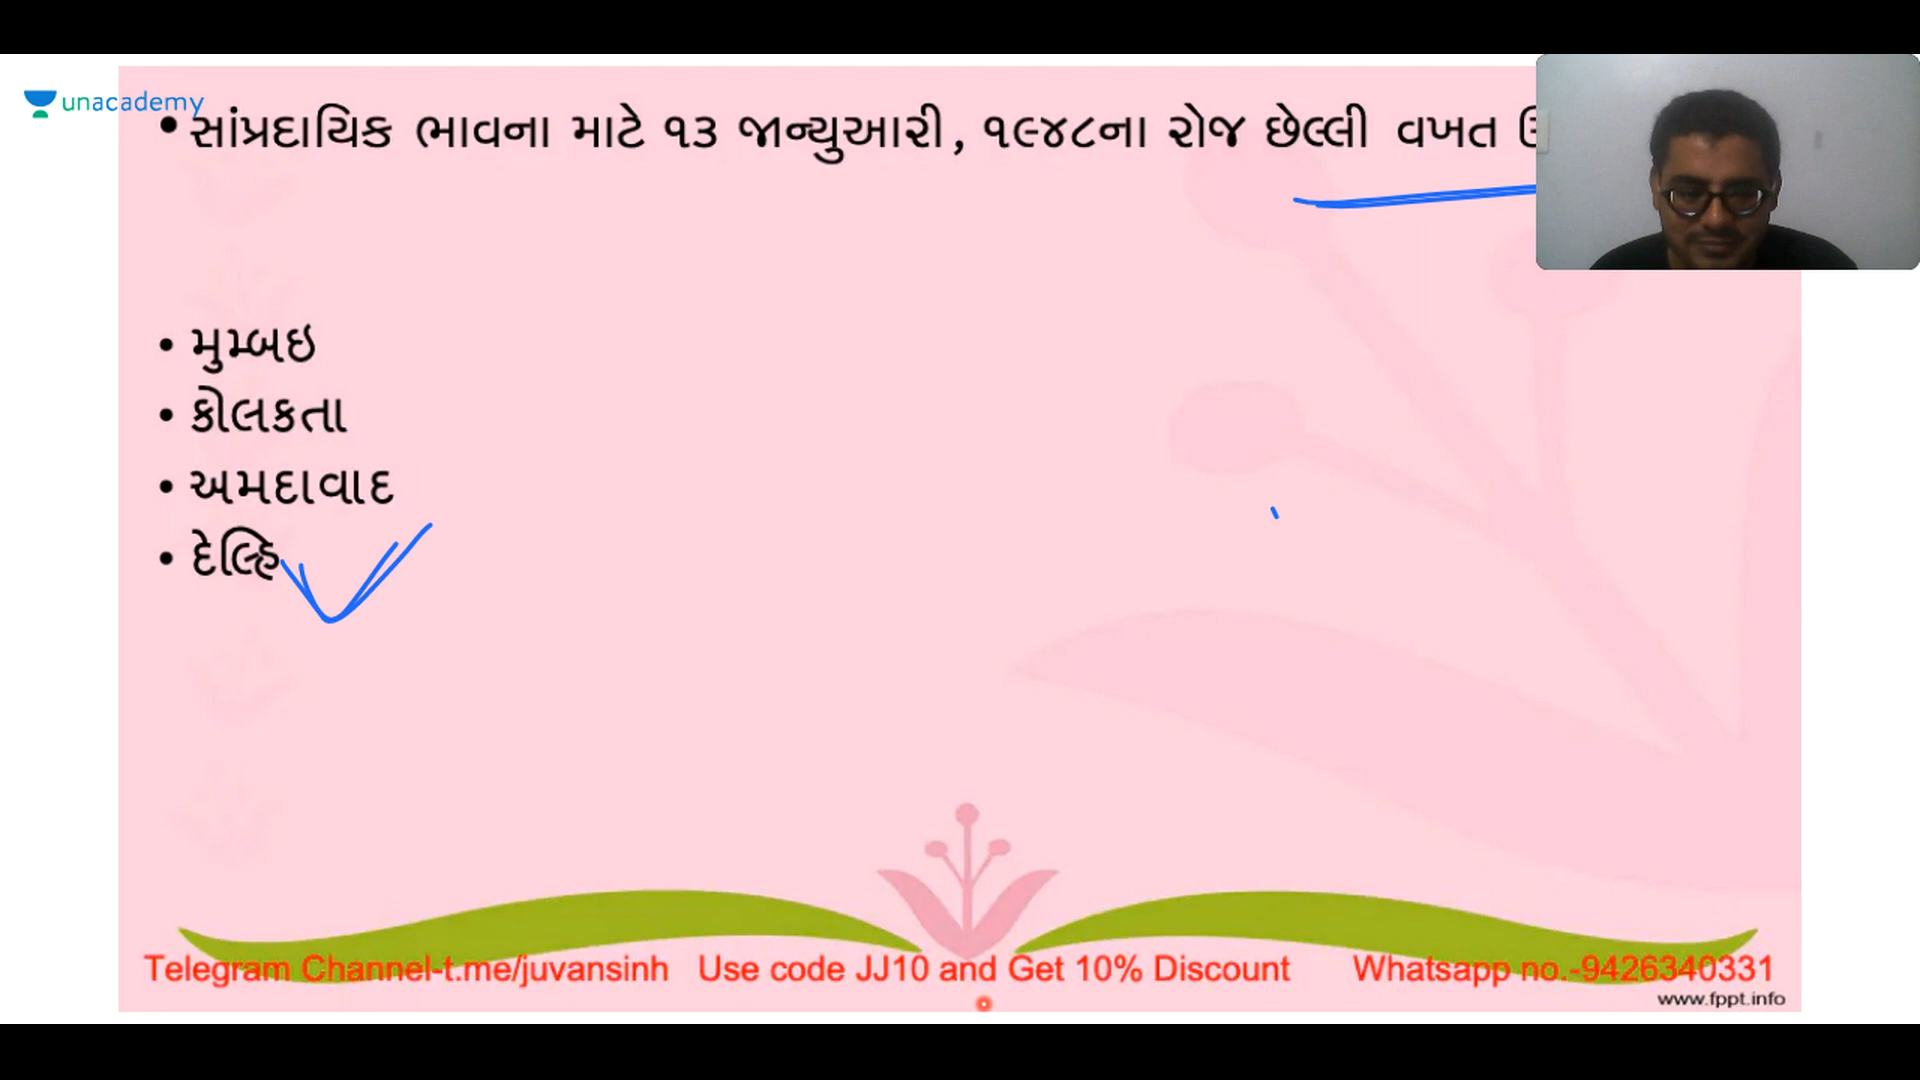 unacademy
• સાંપ્રદાયિક ભાવના માટે ૧૩ જાન્યુઆરી, ૧૯૪૮ના રોજ છેલ્લી વખત
• મુમ્બઇ
• કોલકતા
• અમદાવાદ
• દેલ્હિ
Telegram Channel-t.me/juvansinh Use code JJ10 and Get 10% Discount Whatsapp no.-9426340331
www.fppt.info